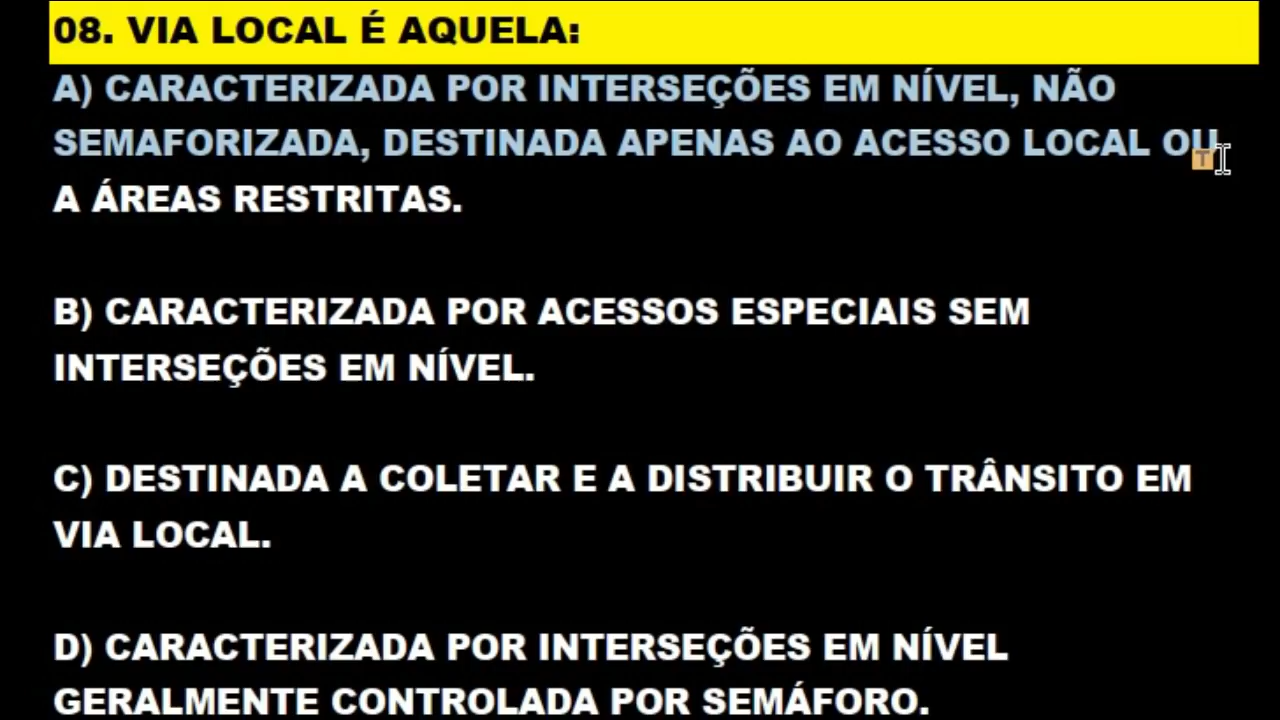 08. VIA LOCAL É AQUELA:
A) CARACTERIZADA POR INTERSEÇÕES EM NÍVEL, NÃO
SEMAFORIZADA, DESTINADA APENAS AO ACESSO LOCAL OU
A ÁREAS RESTRITAS.
B) CARACTERIZADA POR ACESSOS ESPECIAIS SEM
INTERSEÇÕES EM NÍVEL.
C) DESTINADA A COLETAR E A DISTRIBUIR O TRÂNSITO EM
VIA LOCAL.
D) CARACTERIZADA POR INTERSEÇÕES EM NÍVEL
GERALMENTE CONTROLADA POR SEMÁFORO.